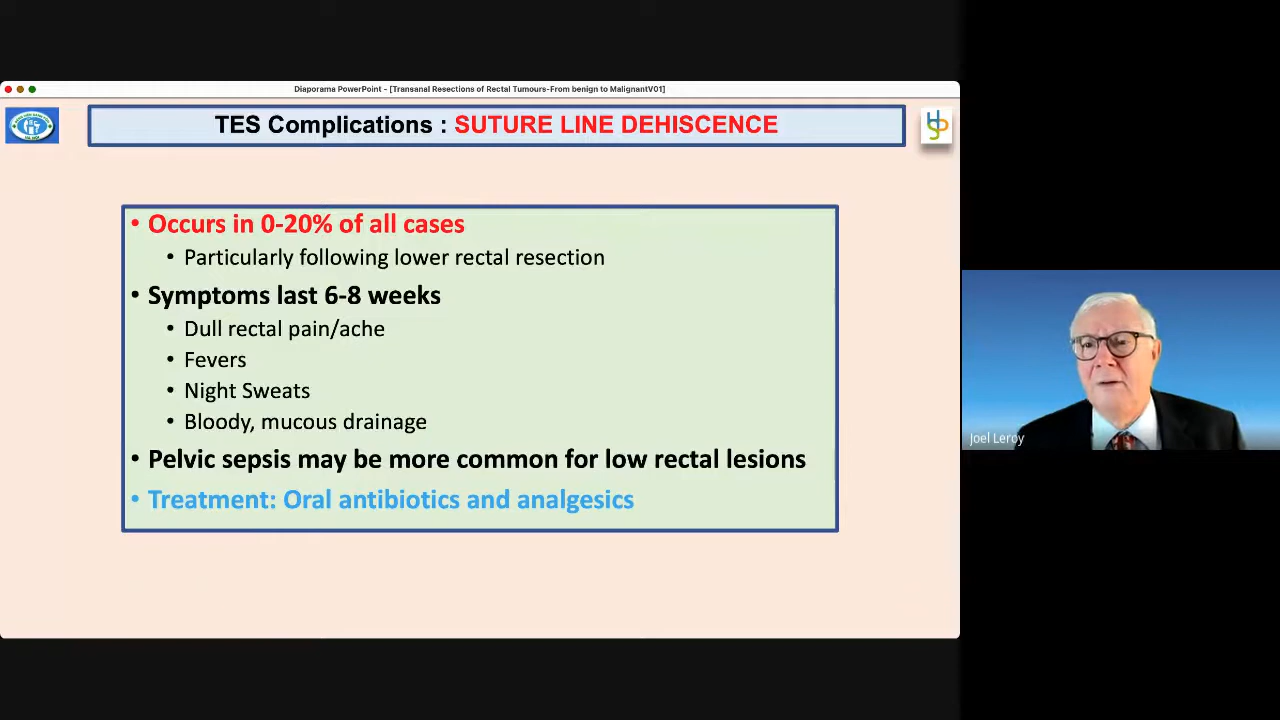 Diaporama PowerPoint - [Transanal Resections of Rectal Tumours-From benign to MalignantV01]
TES Complications : SUTURE LINE DEHISCENCE
• Occurs in 0-20% of all cases
• Particularly following lower rectal resection
• Symptoms last 6-8 weeks
• Dull rectal pain/ache
• Fevers
• Night Sweats
• Bloody, mucous drainage
• Pelvic sepsis may be more common for low rectal lesions
• Treatment: Oral antibiotics and analgesics
Joel Leroy